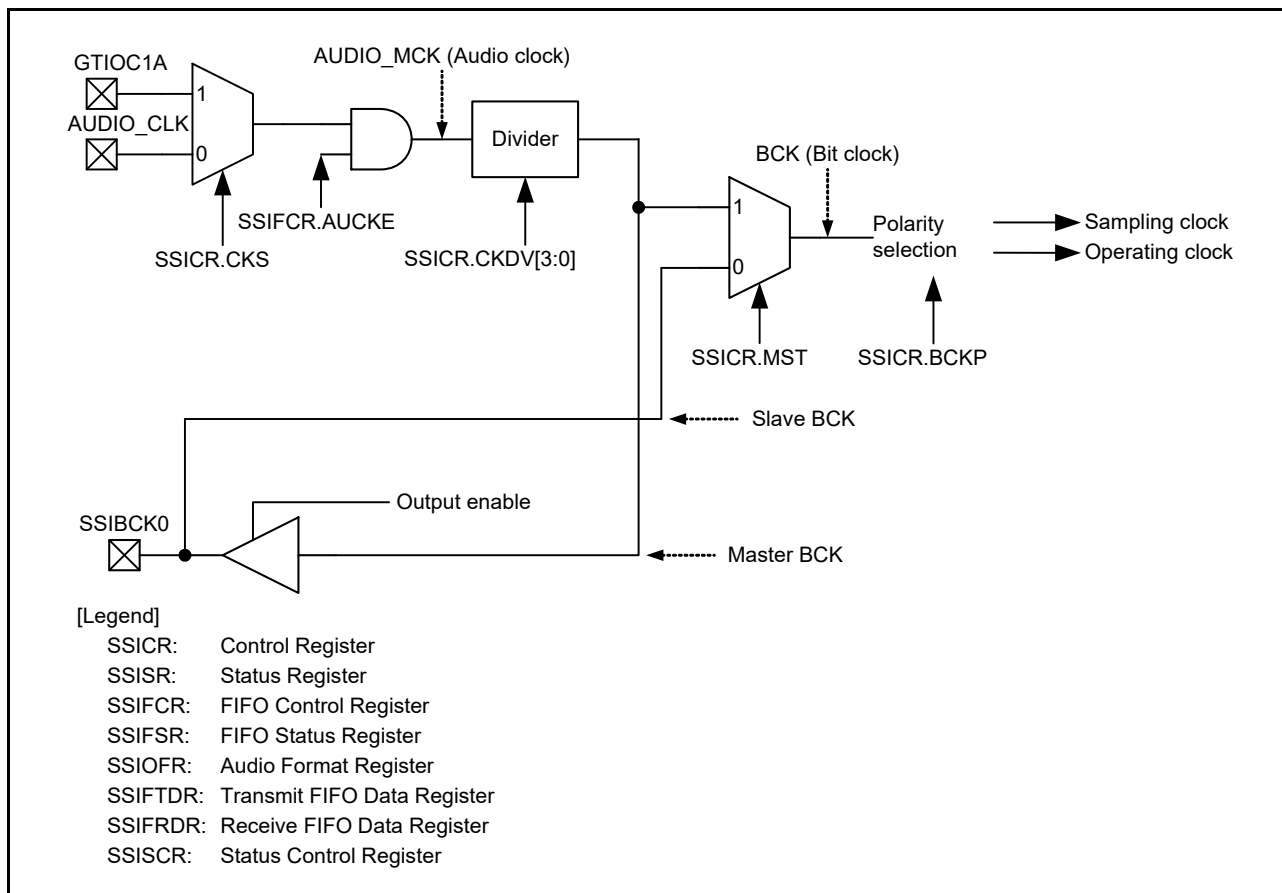 GTIOC1A
AUDIO_MCK (Audio clock)
1
AUDIO_CLK
0
Divider
BCK (Bit clock)
SSIFCR.AUCKE
1
Polarity
selection
Sampling clock
Operating clock
SSICR.CKS
SSICR.CKDV[3:0]
0
SSICR.MST
SSICR.BCKP
Slave BCK
Output enable
SSIBCK0
Master BCK
[Legend]
SSICR: Control Register
SSISR: Status Register
SSIFCR: FIFO Control Register
SSIFSR: FIFO Status Register
SSIOFR: Audio Format Register
SSIFTDR: Transmit FIFO Data Register
SSIFRDR: Receive FIFO Data Register
SSISCR: Status Control Register